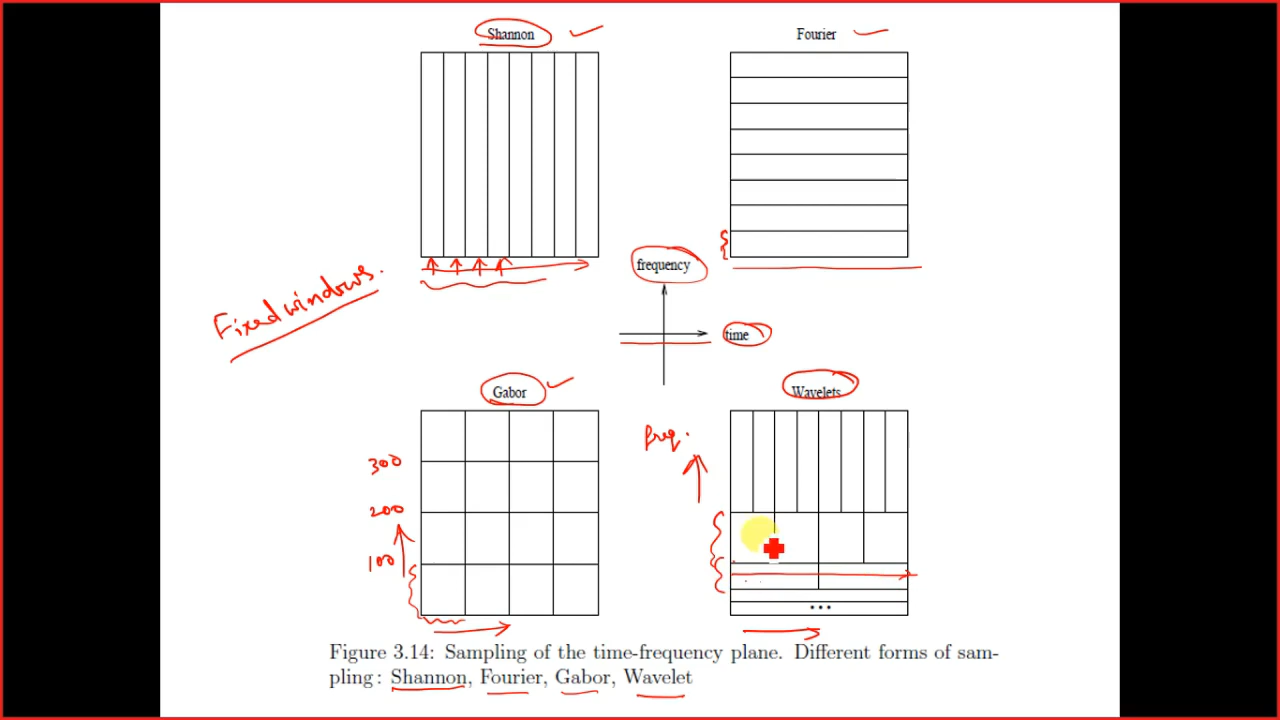 Shannon
Fourier
frequency
time
Fixed windows.
Gabor
Wavelets
freq.
300
200
100
...
Figure 3.14: Sampling of the time-frequency plane. Different forms of sam-
pling: Shannon, Fourier, Gabor, Wavelet